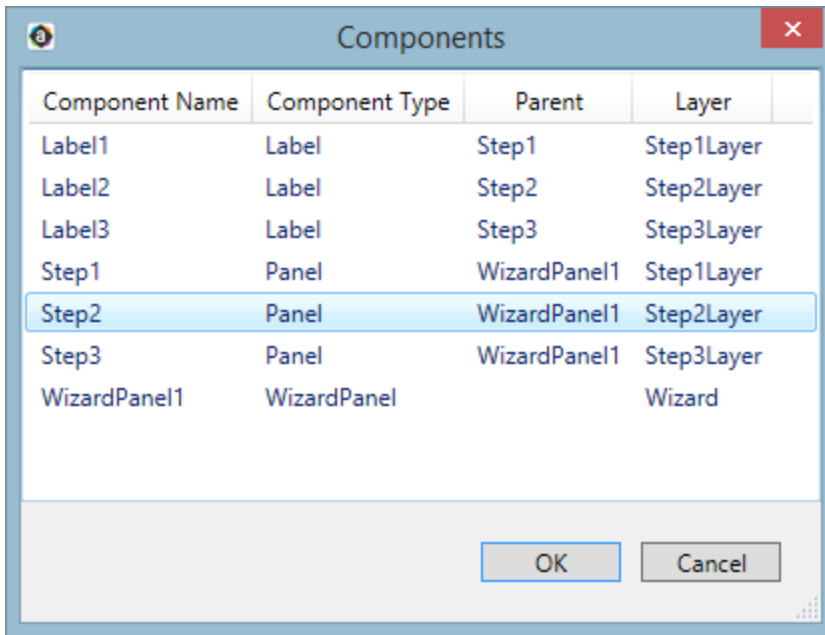 Components
Component Name Component Type Parent Layer
Label1 Label Step1 Step1Layer
Label2 Label Step2 Step2Layer
Label3 Label Step3 Step3Layer
Step1 Panel WizardPanel1 Step1Layer
Step2 Panel WizardPanel1 Step2Layer
Step3 Panel WizardPanel1 Step3Layer
WizardPanel1 WizardPanel Wizard
OK Cancel